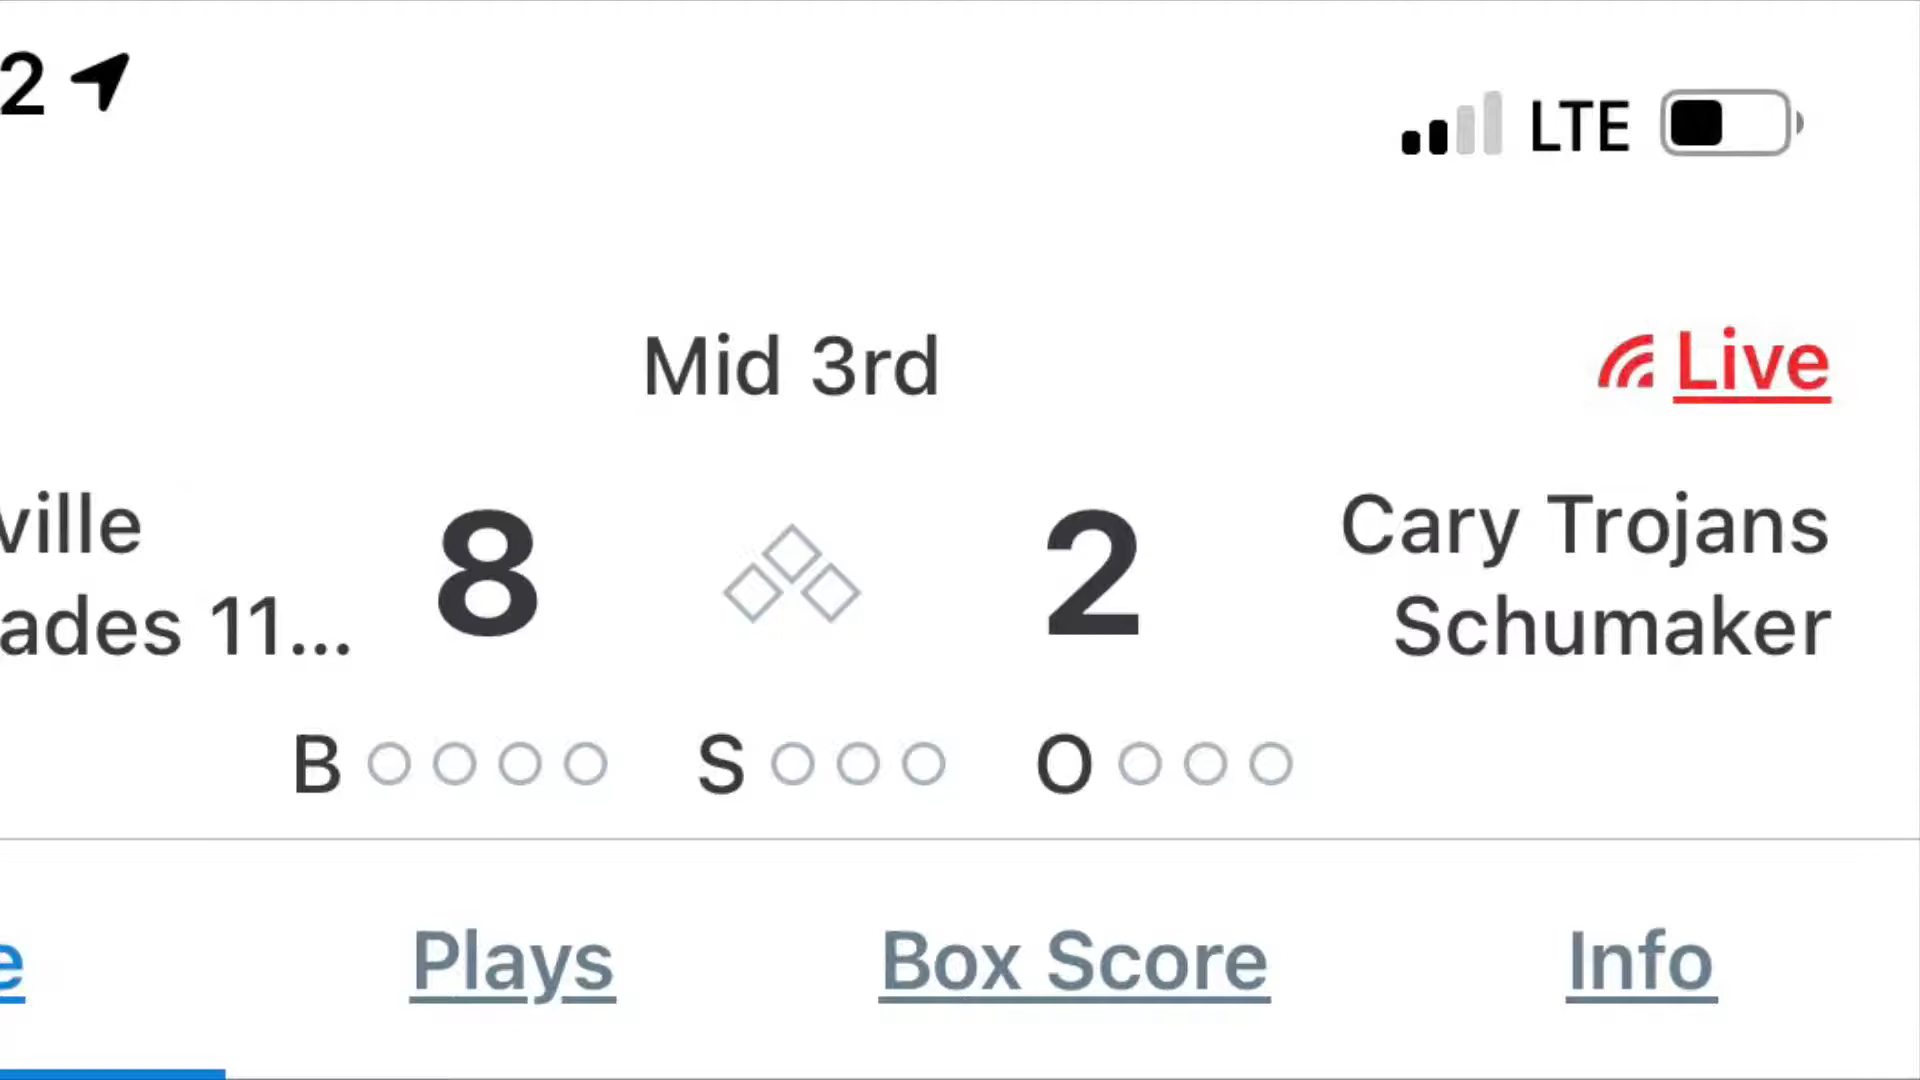 2
LTE
Mid 3rd
Live
ville
ades 11...
8
2
Cary Trojans
Schumaker
B S O
e Plays Box Score Info